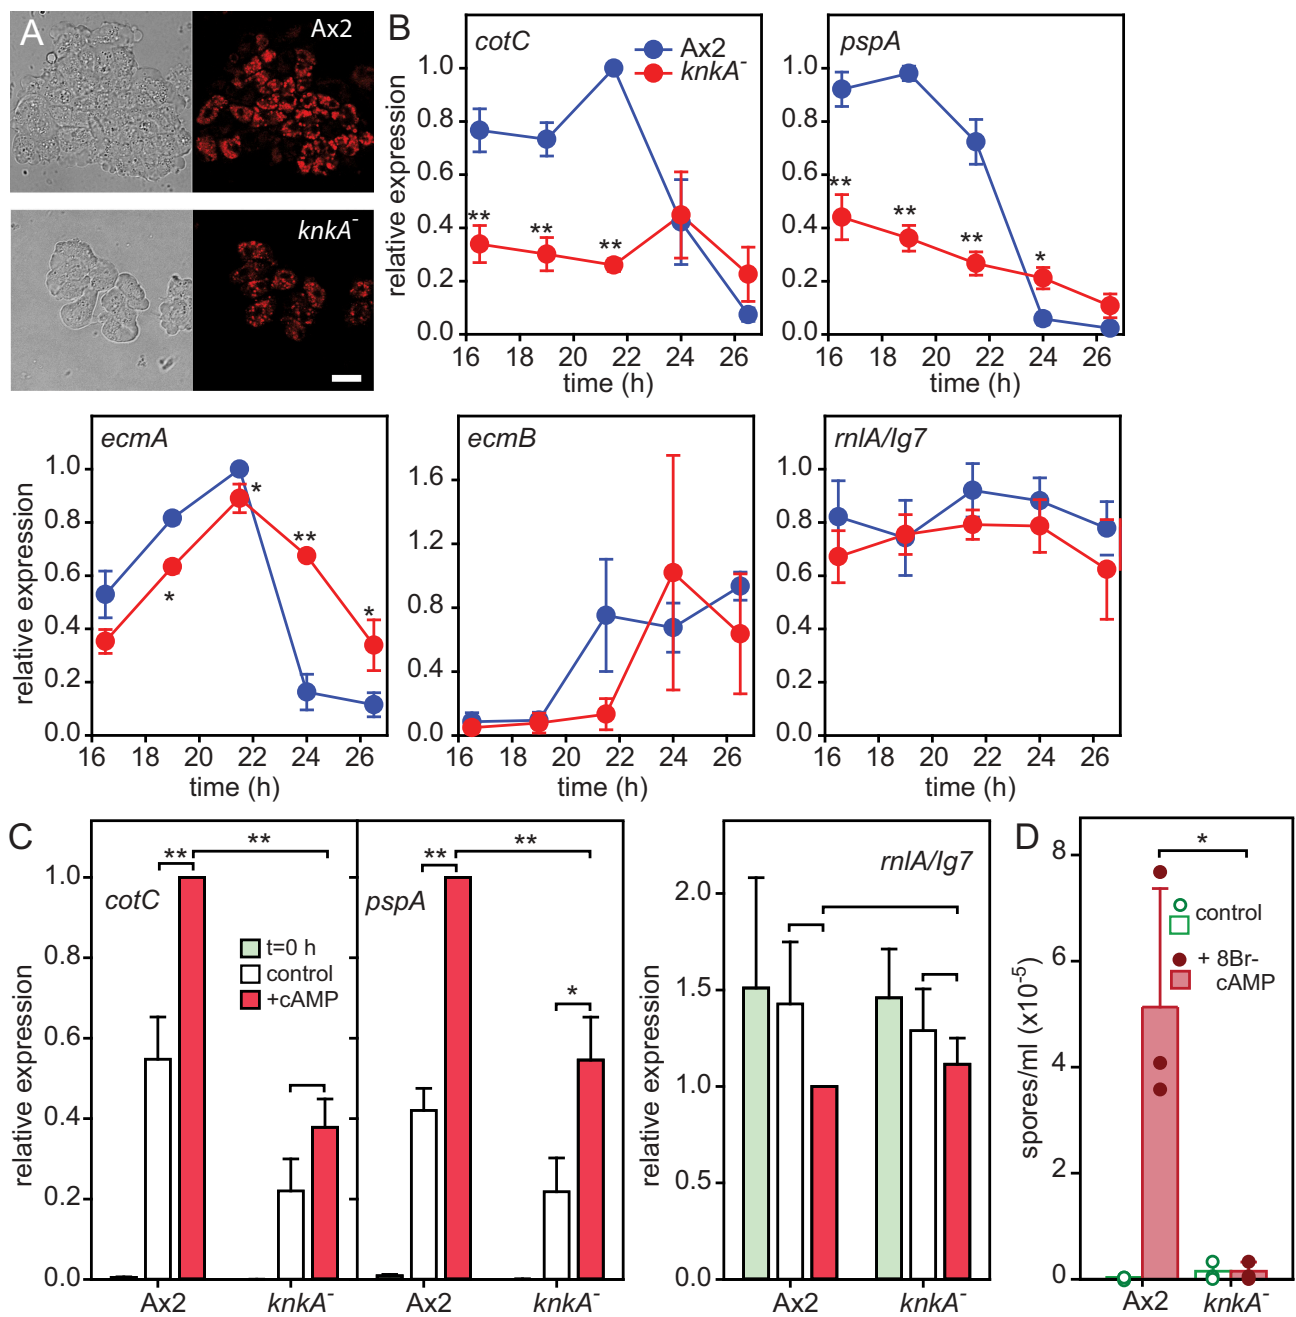 A
Ax2
knkA-
B
cotC
Ax2
knkA-
relative expression
1.0
0.8
0.6
0.4
0.2
0.0
**
**
**
16 18 20 22 24 26
time (h)
pspA
1.0
0.8
0.6
0.4
0.2
0.0
**
**
**
*
16 18 20 22 24 26
time (h)
ecmA
relative expression
1.0
0.8
0.6
0.4
0.2
0.0
*
*
**
*
16 18 20 22 24 26
time (h)
ecmB
1.6
1.2
0.8
0.4
0.0
16 18 20 22 24 26
time (h)
rnlA/Ig7
1.0
0.8
0.6
0.4
0.2
0.0
16 18 20 22 24 26
time (h)
C
relative expression
1.0
0.8
0.6
0.4
0.2
0.0
cotC
** **
t=0 h
control
+cAMP
Ax2 knkA-
pspA
** **
*
Ax2 knkA-
rnlA/Ig7
relative expression
2.0
1.5
1.0
0.5
0.0
Ax2 knkA-
D
spores/ml (x10-5)
8
6
4
2
0
*
control
+ 8Br-
cAMP
Ax2 knkA-